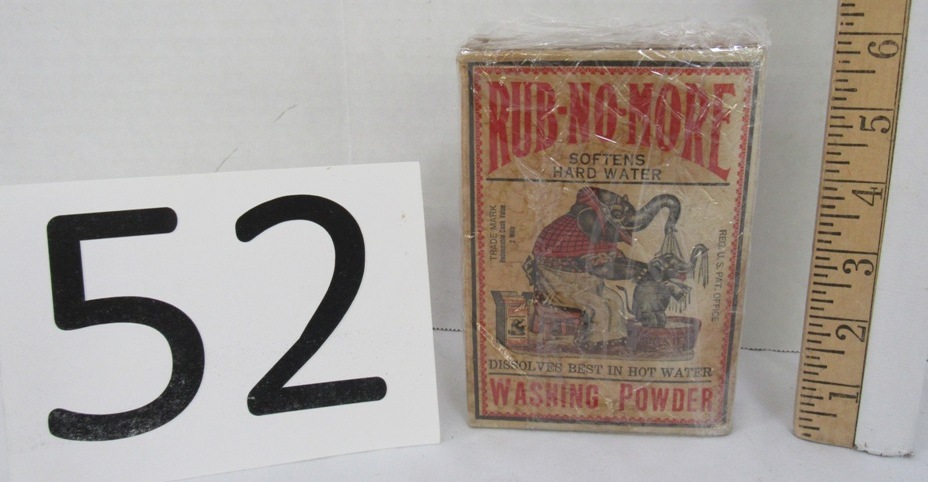 52
RUB-NO-MORE
SOFTENS
HARD WATER
TRADE MARK
REG. U.S. PAT. OFFICE
DISSOLVES BEST IN HOT WATER
WASHING POWDER
6
5
4
3
2
1